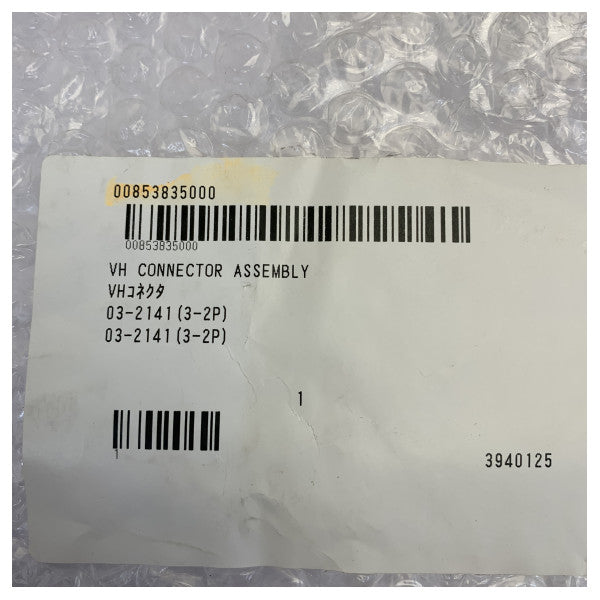 00853835000
00853835000
VH CONNECTOR ASSEMBLY
VHｺﾈｸﾀ
03-2141(3-2P)
03-2141(3-2P)
1
1
3940125